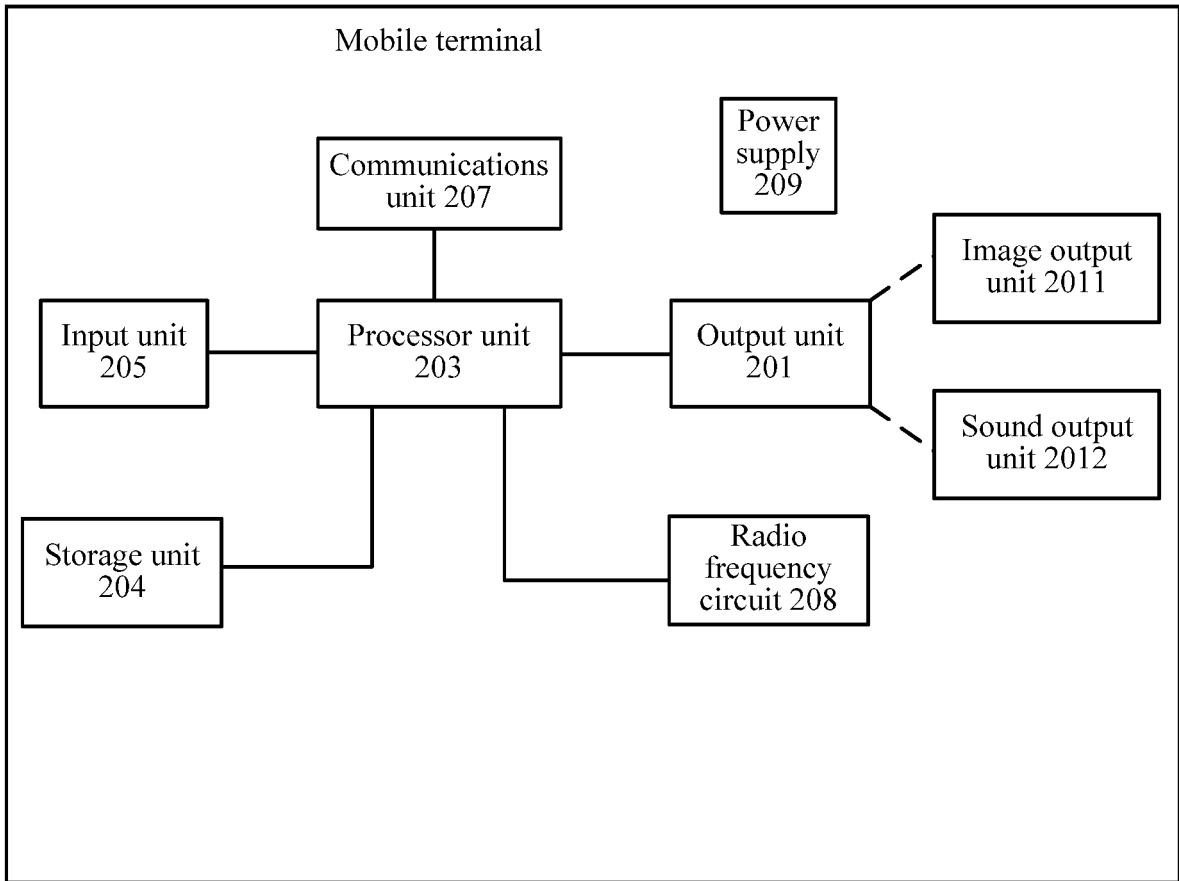 Mobile terminal
Power
supply
209
Communications
unit 207
Image output
unit 2011
Input unit
205
Processor unit
203
Output unit
201
Sound output
unit 2012
Storage unit
204
Radio
frequency
circuit 208